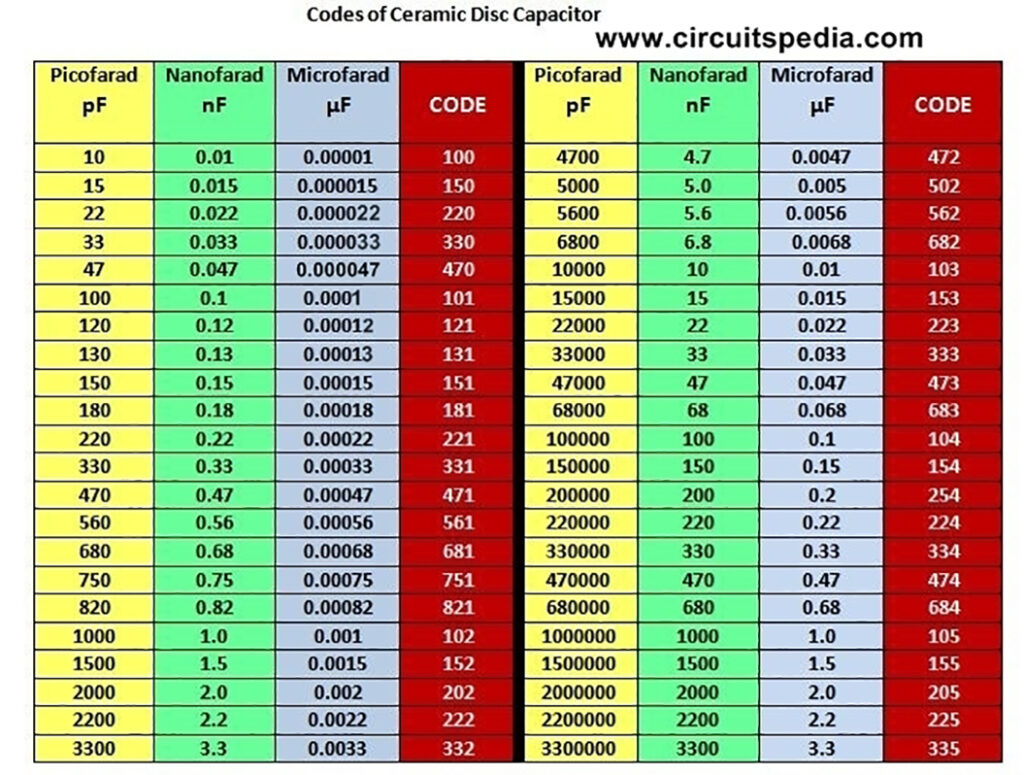 Codes of Ceramic Disc Capacitor
www.circuitspedia.com
Picofarad Nanofarad Microfarad Picofarad Nanofarad Microfarad
pF nF µF CODE pF nF µF CODE
10 0.01 0.00001 100 4700 4.7 0.0047 472
15 0.015 0.000015 150 5000 5.0 0.005 502
22 0.022 0.000022 220 5600 5.6 0.0056 562
33 0.033 0.000033 330 6800 6.8 0.0068 682
47 0.047 0.000047 470 10000 10 0.01 103
100 0.1 0.0001 101 15000 15 0.015 153
120 0.12 0.00012 121 22000 22 0.022 223
130 0.13 0.00013 131 33000 33 0.033 333
150 0.15 0.00015 151 47000 47 0.047 473
180 0.18 0.00018 181 68000 68 0.068 683
220 0.22 0.00022 221 100000 100 0.1 104
330 0.33 0.00033 331 150000 150 0.15 154
470 0.47 0.00047 471 200000 200 0.2 254
560 0.56 0.00056 561 220000 220 0.22 224
680 0.68 0.00068 681 330000 330 0.33 334
750 0.75 0.00075 751 470000 470 0.47 474
820 0.82 0.00082 821 680000 680 0.68 684
1000 1.0 0.001 102 1000000 1000 1.0 105
1500 1.5 0.0015 152 1500000 1500 1.5 155
2000 2.0 0.002 202 2000000 2000 2.0 205
2200 2.2 0.0022 222 2200000 2200 2.2 225
3300 3.3 0.0033 332 3300000 3300 3.3 335